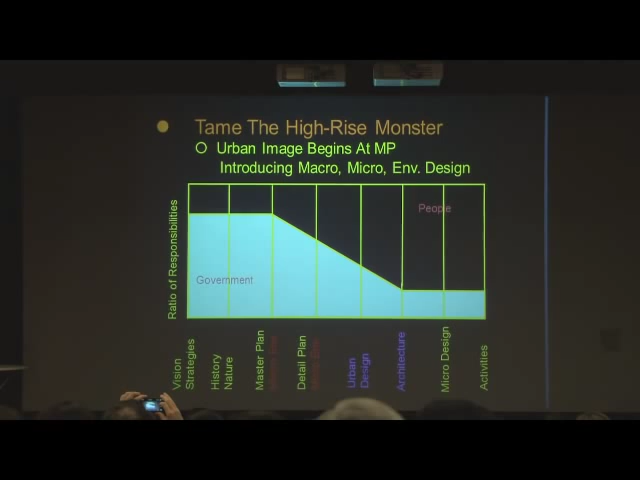 Tame The High-Rise Monster
Urban Image Begins At MP
Introducing Macro, Micro, Env. Design
Ratio of Responsibilities
People
Government
Vision
Strategies
History
Nature
Master Plan
Detail Plan
Urban
Design
Architecture
Micro Design
Activities